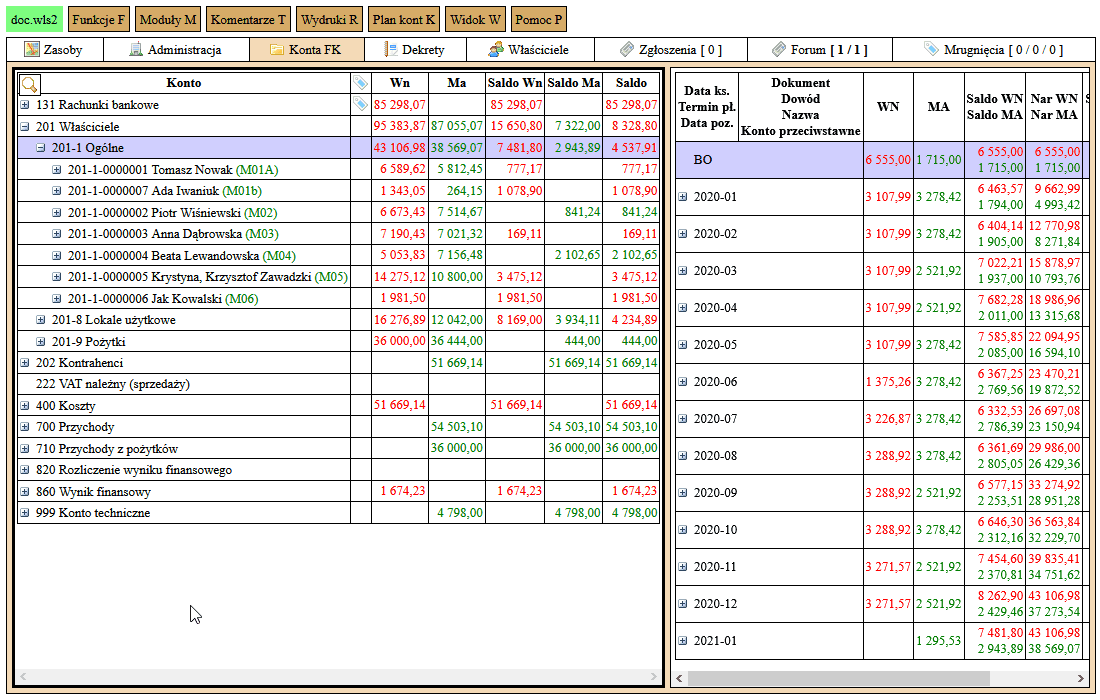 doc.wls2 Funkcje F Moduły M Komentarze T Wydruki R Plan kont K Widok W Pomoc P
Zasoby Administracja Konta FK Dekrety Właściciele Zgłoszenia [ 0 ] Forum [ 1 / 1 ] Mrugnięcia [ 0 / 0 / 0 ]
Konto Wn Ma Saldo Wn Saldo Ma Saldo
131 Rachunki bankowe 85 298,07 85 298,07 85 298,07
201 Właściciele 95 383,87 87 055,07 15 650,80 7 322,00 8 328,80
201-1 Ogólne 43 106,98 38 569,07 7 481,80 2 943,89 4 537,91
201-1-0000001 Tomasz Nowak (M01A) 6 589,62 5 812,45 777,17 777,17
201-1-0000007 Ada Iwaniuk (M01b) 1 343,05 264,15 1 078,90 1 078,90
201-1-0000002 Piotr Wiśniewski (M02) 6 673,43 7 514,67 841,24 841,24
201-1-0000003 Anna Dąbrowska (M03) 7 190,43 7 021,32 169,11 169,11
201-1-0000004 Beata Lewandowska (M04) 5 053,83 7 156,48 2 102,65 2 102,65
201-1-0000005 Krystyna, Krzysztof Zawadzki (M05) 14 275,12 10 800,00 3 475,12 3 475,12
201-1-0000006 Jak Kowalski (M06) 1 981,50 1 981,50 1 981,50
201-8 Lokale użytkowe 16 276,89 12 042,00 8 169,00 3 934,11 4 234,89
201-9 Pożytki 36 000,00 36 444,00 444,00 444,00
202 Kontrahenci 51 669,14 51 669,14 51 669,14
222 VAT należny (sprzedaży)
400 Koszty 51 669,14 51 669,14 51 669,14
700 Przychody 54 503,10 54 503,10 54 503,10
710 Przychody z pożytków 36 000,00 36 000,00 36 000,00
820 Rozliczenie wyniku finansowego
860 Wynik finansowy 1 674,23 1 674,23 1 674,23
999 Konto techniczne 4 798,00 4 798,00 4 798,00
Data ks.
Termin pł.
Data poz.
Dokument
Dowód
Nazwa
Konto przeciwstawne
WN
MA
Saldo WN
Saldo MA
Nar WN
Nar MA
S
BO 6 555,00 1 715,00 6 555,00 6 555,00
1 715,00 1 715,00
2020-01 3 107,99 3 278,42 6 463,57 9 662,99
1 794,00 4 993,42
2020-02 3 107,99 3 278,42 6 404,14 12 770,98
1 905,00 8 271,84
2020-03 3 107,99 2 521,92 7 022,21 15 878,97
1 937,00 10 793,76
2020-04 3 107,99 2 521,92 7 682,28 18 986,96
2 011,00 13 315,68
2020-05 3 107,99 3 278,42 7 585,85 22 094,95
2 085,00 16 594,10
2020-06 1 375,26 3 278,42 6 367,25 23 470,21
2 769,56 19 872,52
2020-07 3 226,87 3 278,42 6 332,53 26 697,08
2 786,39 23 150,94
2020-08 3 288,92 3 278,42 6 361,69 29 986,00
2 805,05 26 429,36
2020-09 3 288,92 2 521,92 6 577,15 33 274,92
2 253,51 28 951,28
2020-10 3 288,92 3 278,42 6 646,30 36 563,84
2 312,16 32 229,70
2020-11 3 271,57 2 521,92 7 454,60 39 835,41
2 370,81 34 751,62
2020-12 3 271,57 2 521,92 8 262,90 43 106,98
2 429,46 37 273,54
2021-01 1 295,53 7 481,80 43 106,98
2 943,89 38 569,07